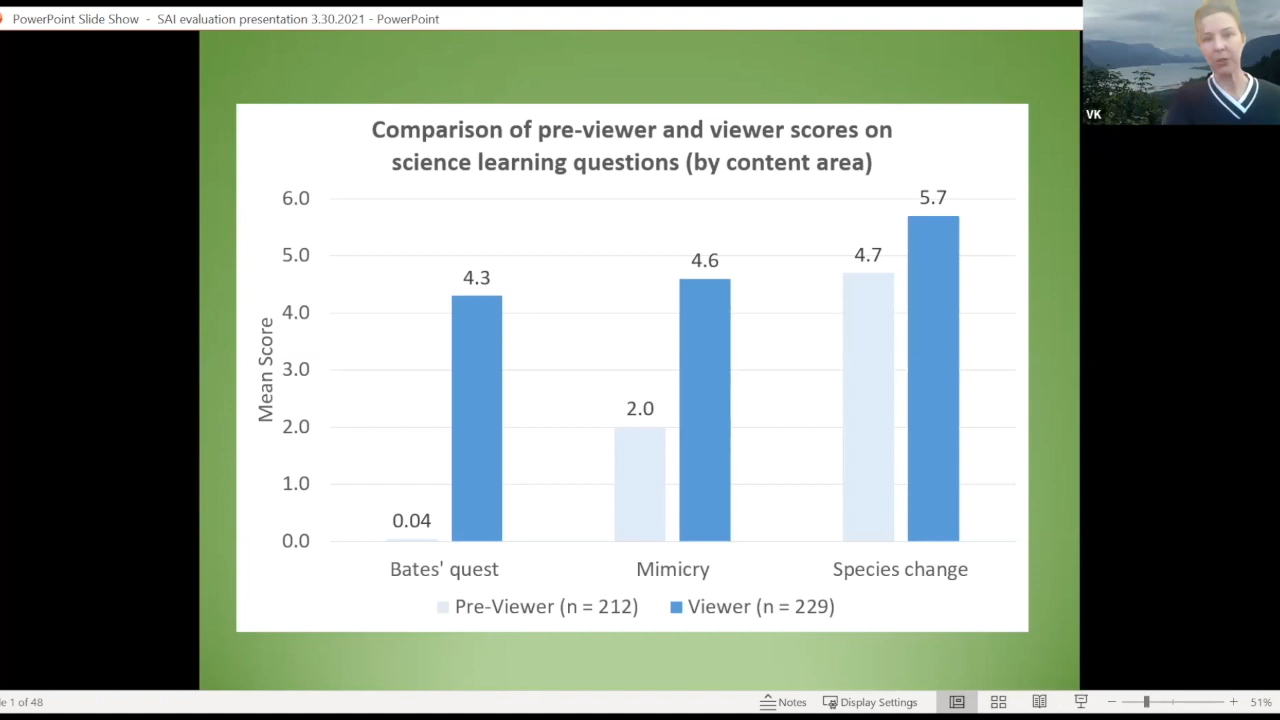 PowerPoint Slide Show - SAI evaluation presentation 3.30.2021 - PowerPoint
VK
Comparison of pre-viewer and viewer scores on
science learning questions (by content area)
Mean Score
6.0
5.0
4.0
3.0
2.0
1.0
0.0
0.04
4.3
2.0
4.6
4.7
5.7
Bates' quest
Mimicry
Species change
Pre-Viewer (n = 212)
Viewer (n = 229)
e 1 of 48
Notes
Display Settings
51%